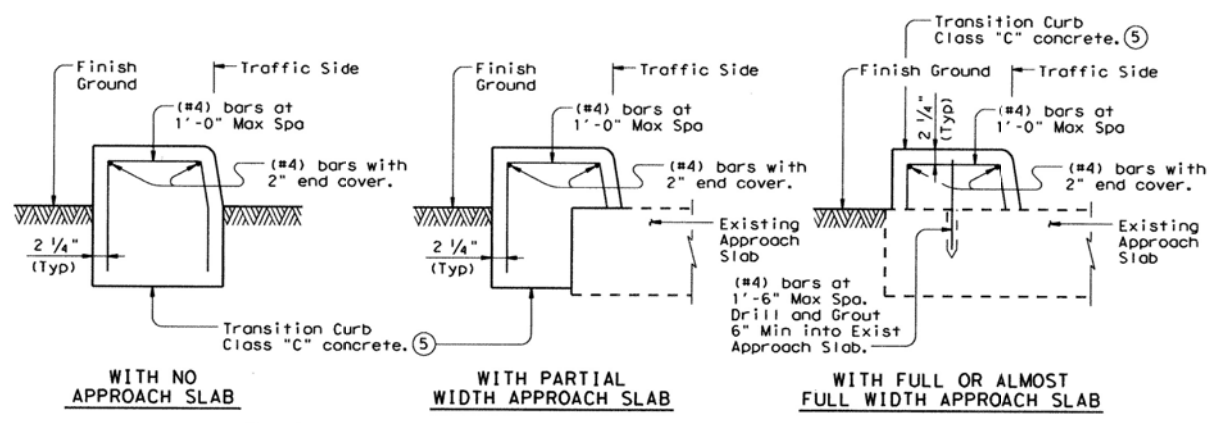 Finish
Ground
Traffic Side
(#4) bars at
1'-0" Max Spa
(#4) bars with
2" end cover.
2 1/4"
(Typ)
Transition Curb
Class "C" concrete. 5
WITH NO
APPROACH SLAB
Finish
Ground
Traffic Side
(#4) bars at
1'-0" Max Spa
(#4) bars with
2" end cover.
2 1/4"
(Typ)
Existing
Approach
Slab
WITH PARTIAL
WIDTH APPROACH SLAB
Transition Curb
Class "C" concrete. 5
Finish Ground
Traffic Side
2 1/4"
(Typ)
(#4) bars at
1'-0" Max Spa
(#4) bars with
2" end cover.
Existing
Approach
Slab
(#4) bars at
1'-6" Max Spa.
Drill and Grout
6" Min into Exist
Approach Slab.
WITH FULL OR ALMOST
FULL WIDTH APPROACH SLAB